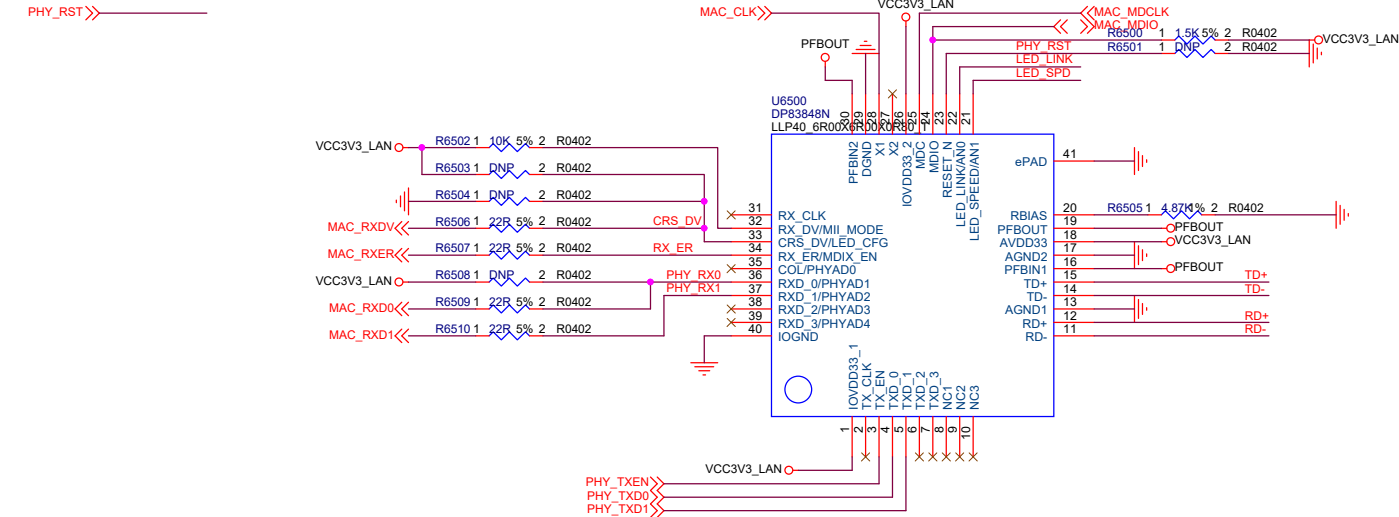 PHY_RST
MAC_CLK
VCC3V3_LAN
MAC_MDCLK
MAC_MDIO
PFBOUT
R6500 1 1.5K 5% 2 R0402 VCC3V3_LAN
PHY_RST R6501 1 DNP 2 R0402
LED_LINK
LED_SPD
U6500
DP83848N
LLP40_6R00X6R00X0R80_1
30 29 28 27 26 25 24 23 22 21
PFBIN2
DGND
X1
X2
IOVDD33_2
MDC
MDIO
RESET_N
LED_LINK/AN0
LED_SPEED/AN1
VCC3V3_LAN R6502 1 10K 5% 2 R0402
R6503 1 DNP 2 R0402
R6504 1 DNP 2 R0402
MAC_RXDV R6506 1 22R 5% 2 R0402 CRS_DV
MAC_RXER R6507 1 22R 5% 2 R0402 RX_ER
VCC3V3_LAN R6508 1 DNP 2 R0402 PHY_RX0
MAC_RXD0 R6509 1 22R 5% 2 R0402 PHY_RX1
MAC_RXD1 R6510 1 22R 5% 2 R0402
31 RX_CLK
32 RX_DV/MII_MODE
33 CRS_DV/LED_CFG
34 RX_ER/MDIX_EN
35 COL/PHYAD0
36 RXD_0/PHYAD1
37 RXD_1/PHYAD2
38 RXD_2/PHYAD3
39 RXD_3/PHYAD4
40 IOGND
ePAD 41
RBIAS 20 R6505 1 4.87K 1% 2 R0402
PFBOUT 19 PFBOUT
AVDD33 18 VCC3V3_LAN
AGND2 17
PFBIN1 16 PFBOUT
TD+ 15 TD+
TD- 14 TD-
AGND1 13
RD+ 12 RD+
RD- 11 RD-
IOVDD33_1
TX_CLK
TX_EN
TXD_0
TXD_1
TXD_2
TXD_3
NC1
NC2
NC3
1 2 3 4 5 6 7 8 9 10
VCC3V3_LAN
PHY_TXEN
PHY_TXD0
PHY_TXD1